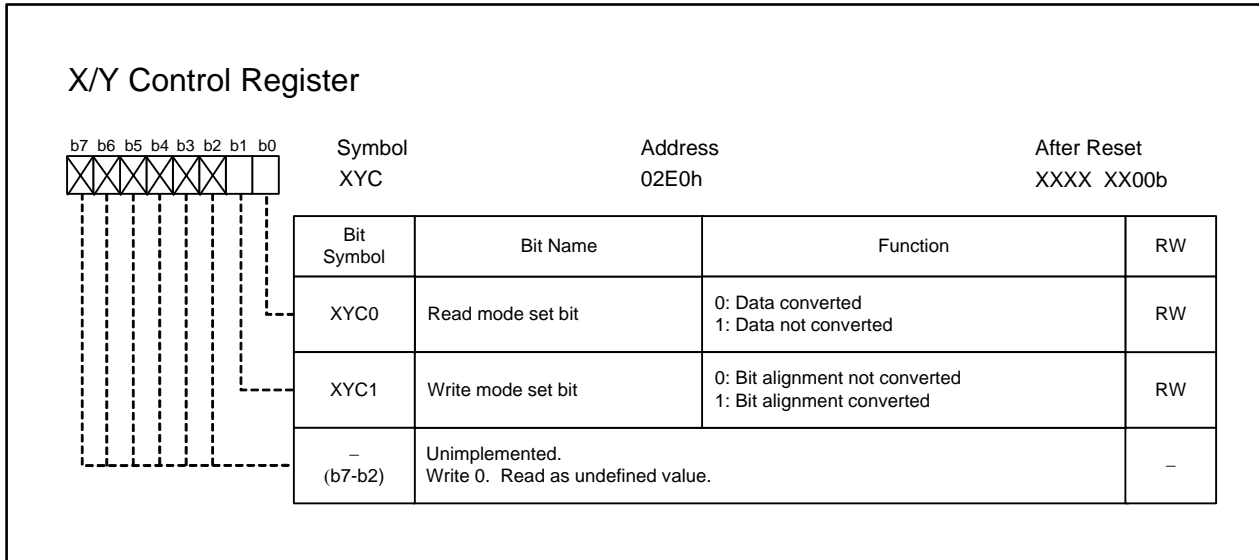 X/Y Control Register
b7 b6 b5 b4 b3 b2 b1 b0
Symbol Address After Reset
XYC 02E0h XXXX XX00b
Bit Symbol Bit Name Function RW
XYC0 Read mode set bit 0: Data converted
1: Data not converted RW
XYC1 Write mode set bit 0: Bit alignment not converted
1: Bit alignment converted RW
–
(b7-b2) Unimplemented.
Write 0. Read as undefined value. –